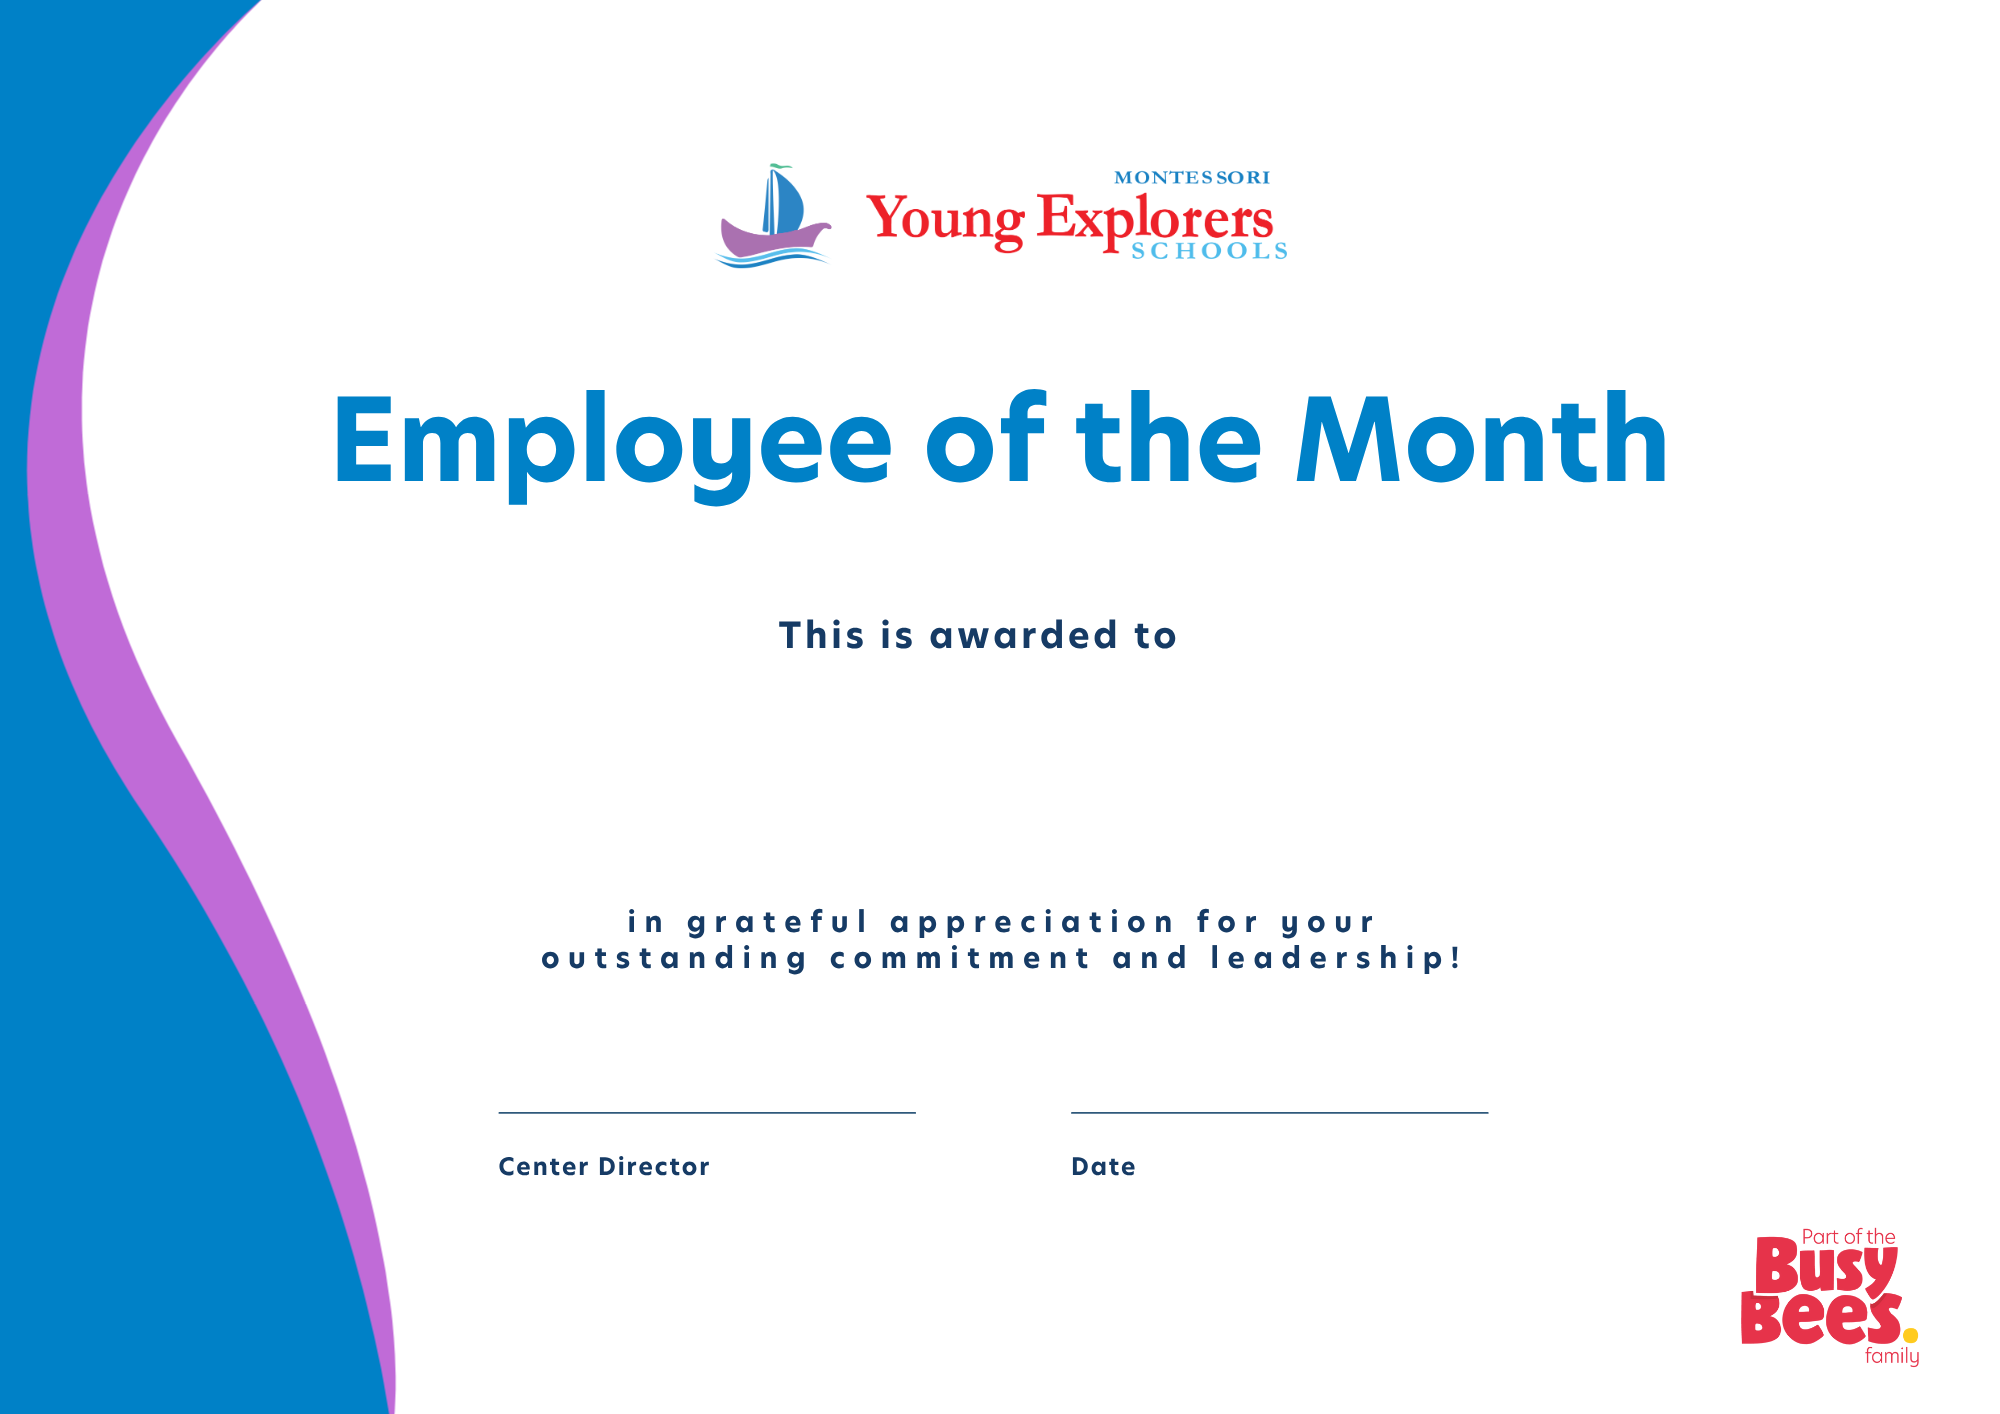 MONTESSORI
Young Explorers
SCHOOLS
Employee of the Month
This is awarded to
in grateful appreciation for your
outstanding commitment and leadership!
Center Director
Date
Part of the
Busy
Bees.
family